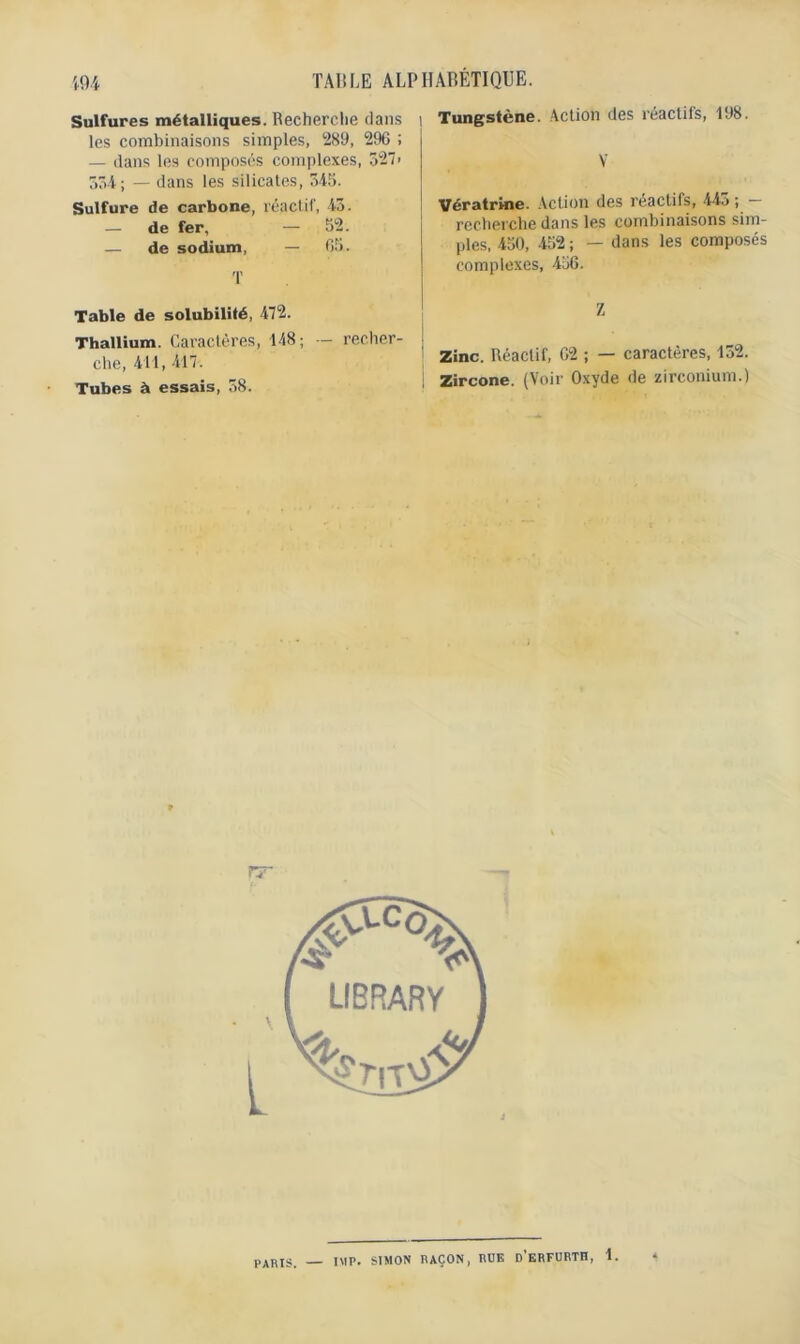 494 TABLE ALPHABÉTIQUE.
Sulfures métalliques. Recherche dans
les combinaisons simples, 289, 296 ;
— dans les composés complexes, 327,
334 ; — dans les silicates, 345.
Sulfure de carbone, réactif, 43.
— de fer, — 52.
— de sodium, — 65.
T
Table de solubilité, 472.
Thallium. Caractères, 148; — recher-
che, 411, 417.
Tubes à essais, 38.
Tungstène. Action des réactifs, 198.
V
Vératrine. Action des réactifs, 443 ; —
recherche dans les combinaisons sim-
ples, 450, 452 ; — dans les composés
complexes, 456.
Z
Zinc. Réactif, 62 ; — caractères, 132.
Zircone. (Voir Oxyde de zirconium.)
WELLCOME
LIBRARY
INSTITUTE
PARIS. — IMP. SIMON RAÇON, RUE D'ERFURTH, 1.